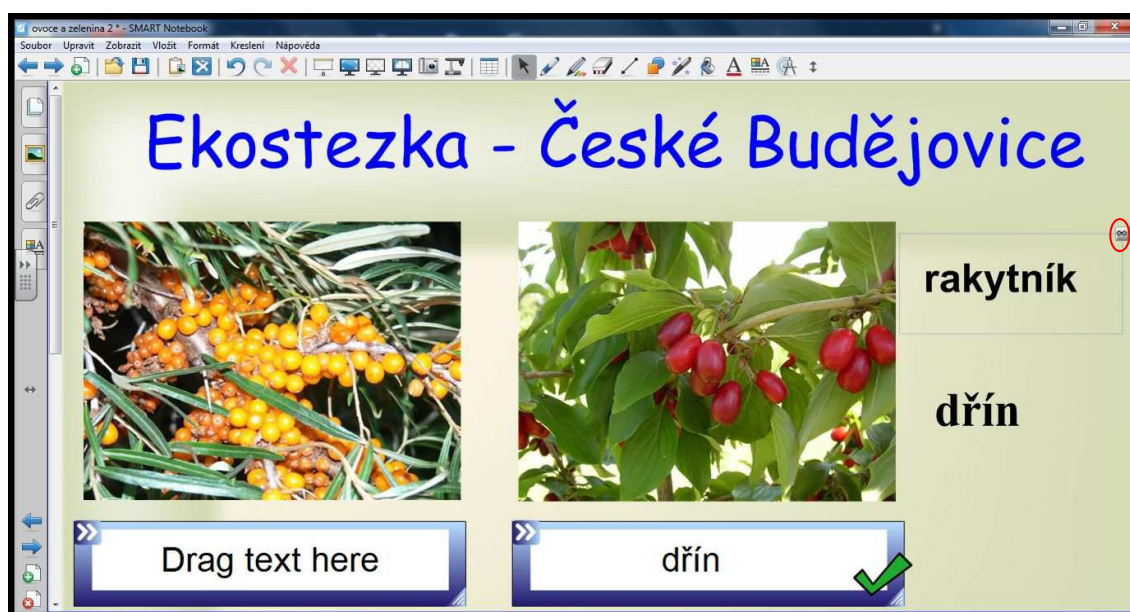 ovoce a zelenina 2 * - SMART Notebook
Soubor Upravit Zobrazit Vložit Formát Kreslení Nápověda
Ekostezka - České Budějovice
rakytník
dřín
Drag text here
dřín